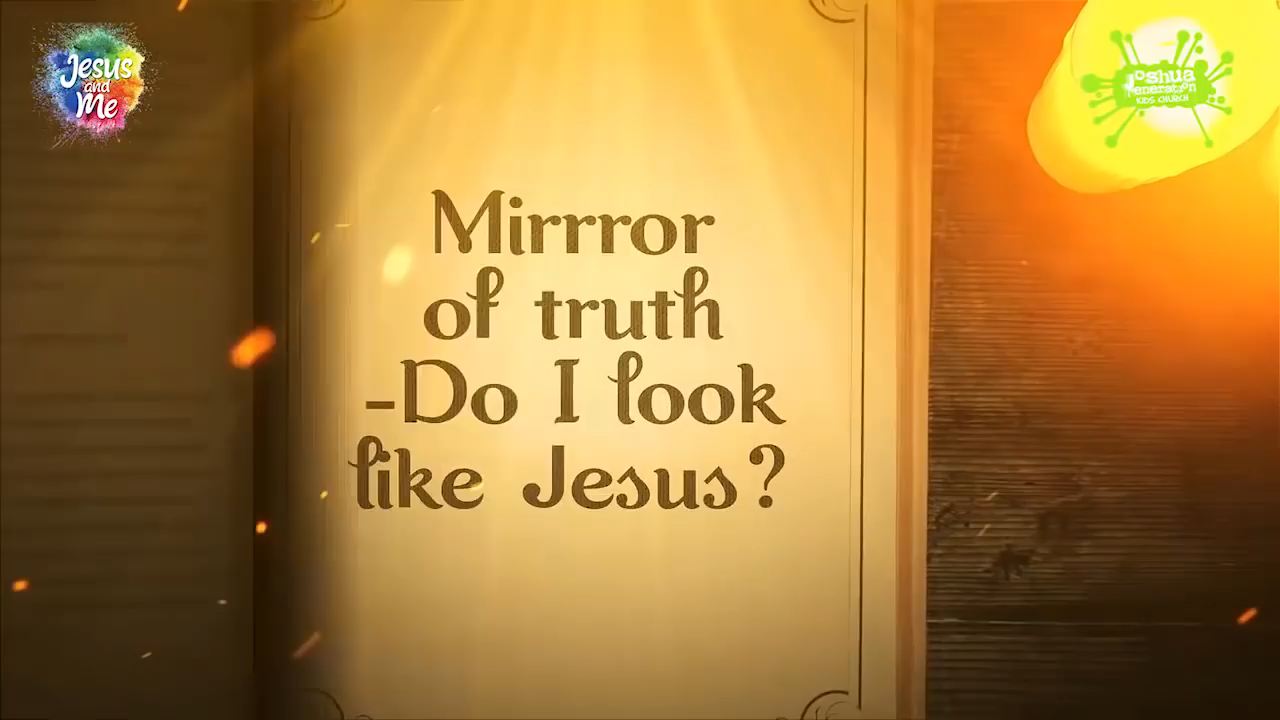 Jesus
and
Me
Joshua
Generation
KIDS CHURCH
Mirrror
of truth
-Do I look
like Jesus?